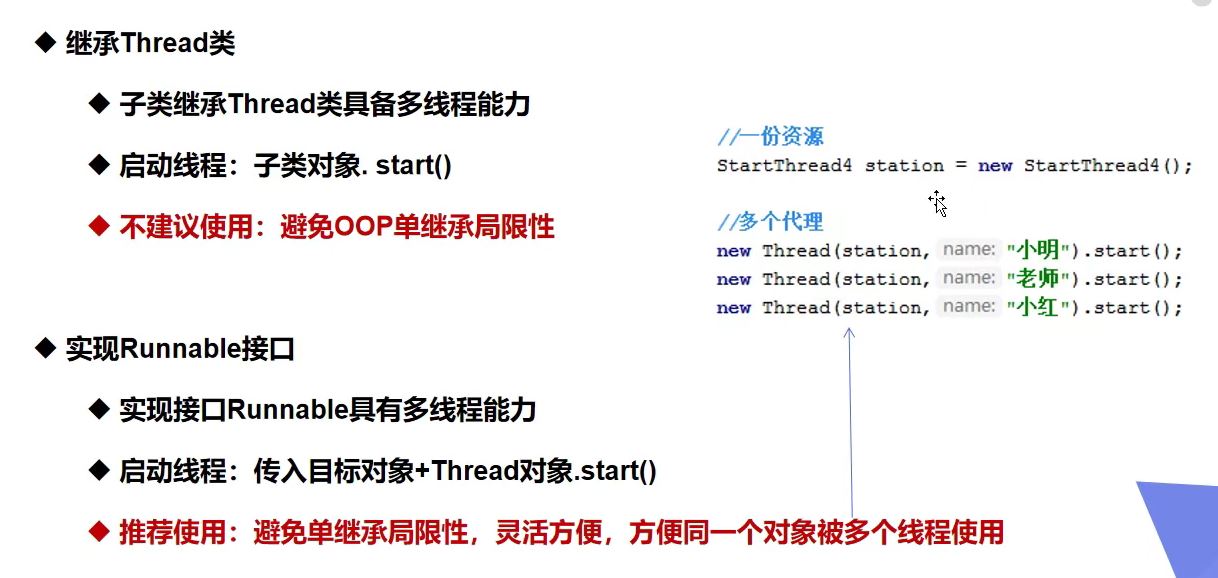 ◆ 继承Thread类
◆ 子类继承Thread类具备多线程能力
◆ 启动线程：子类对象. start()
◆ 不建议使用：避免OOP单继承局限性
◆ 实现Runnable接口
◆ 实现接口Runnable具有多线程能力
◆ 启动线程：传入目标对象+Thread对象.start()
◆ 推荐使用：避免单继承局限性，灵活方便，方便同一个对象被多个线程使用
//一份资源
StartThread4 station = new StartThread4();
//多个代理
new Thread(station, name: "小明").start();
new Thread(station, name: "老师").start();
new Thread(station, name: "小红").start();